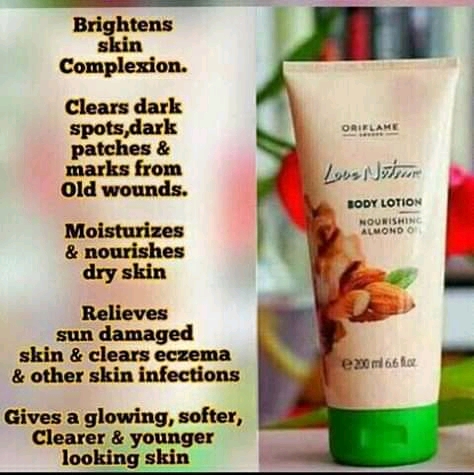 Brightens
skin
Complexion.
Clears dark
spots,dark
patches &
marks from
Old wounds.
Moisturizes
& nourishes
dry skin
Relieves
sun damaged
skin & clears eczema
& other skin infections
Gives a glowing, softer,
Clearer & younger
looking skin
ORIFLAME
Love Nature
BODY LOTION
NOURISHING
ALMOND OIL
e 200 ml 6.6 fl.oz.